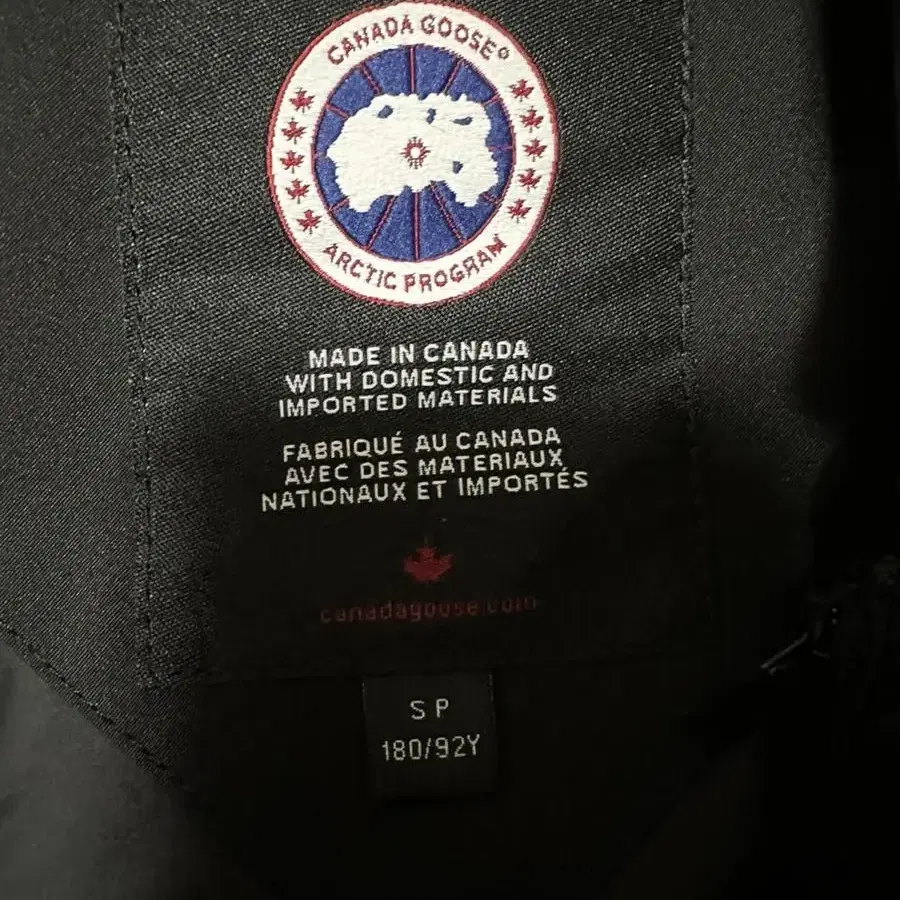 CANADA GOOSE®
ARCTIC PROGRAM
MADE IN CANADA
WITH DOMESTIC AND
IMPORTED MATERIALS
FABRIQUÉ AU CANADA
AVEC DES MATERIAUX
NATIONAUX ET IMPORTÉS
canadagoose.com
S P
180/92Y